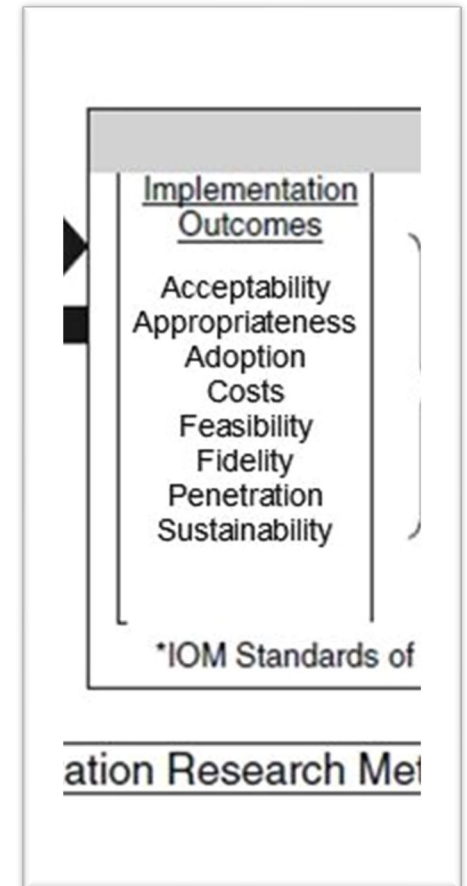 Implementation
Outcomes
Acceptability
Appropriateness
Adoption
Costs
Feasibility
Fidelity
Penetration
Sustainability
*IOM Standards of
ation Research Met